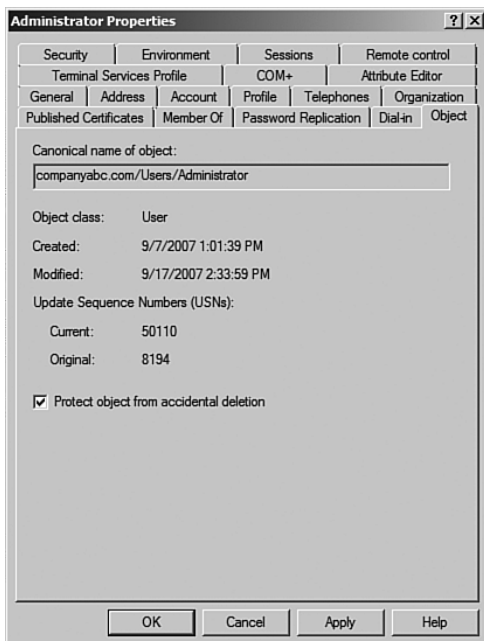 Administrator Properties
Security Environment Sessions Remote control
Terminal Services Profile COM+ Attribute Editor
General Address Account Profile Telephones Organization
Published Certificates Member Of Password Replication Dial-in Object
Canonical name of object:
companyabc.com/Users/Administrator
Object class: User
Created: 9/7/2007 1:01:39 PM
Modified: 9/17/2007 2:33:59 PM
Update Sequence Numbers (USNs):
Current: 50110
Original: 8194
Protect object from accidental deletion
OK Cancel Apply Help